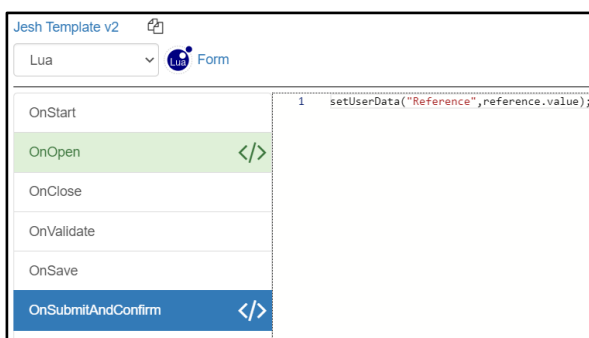 Jesh Template v2
Lua
Lua Form
OnStart
1 setUserData("Reference",reference.value);
OnOpen </>
OnClose
OnValidate
OnSave
OnSubmitAndConfirm </>